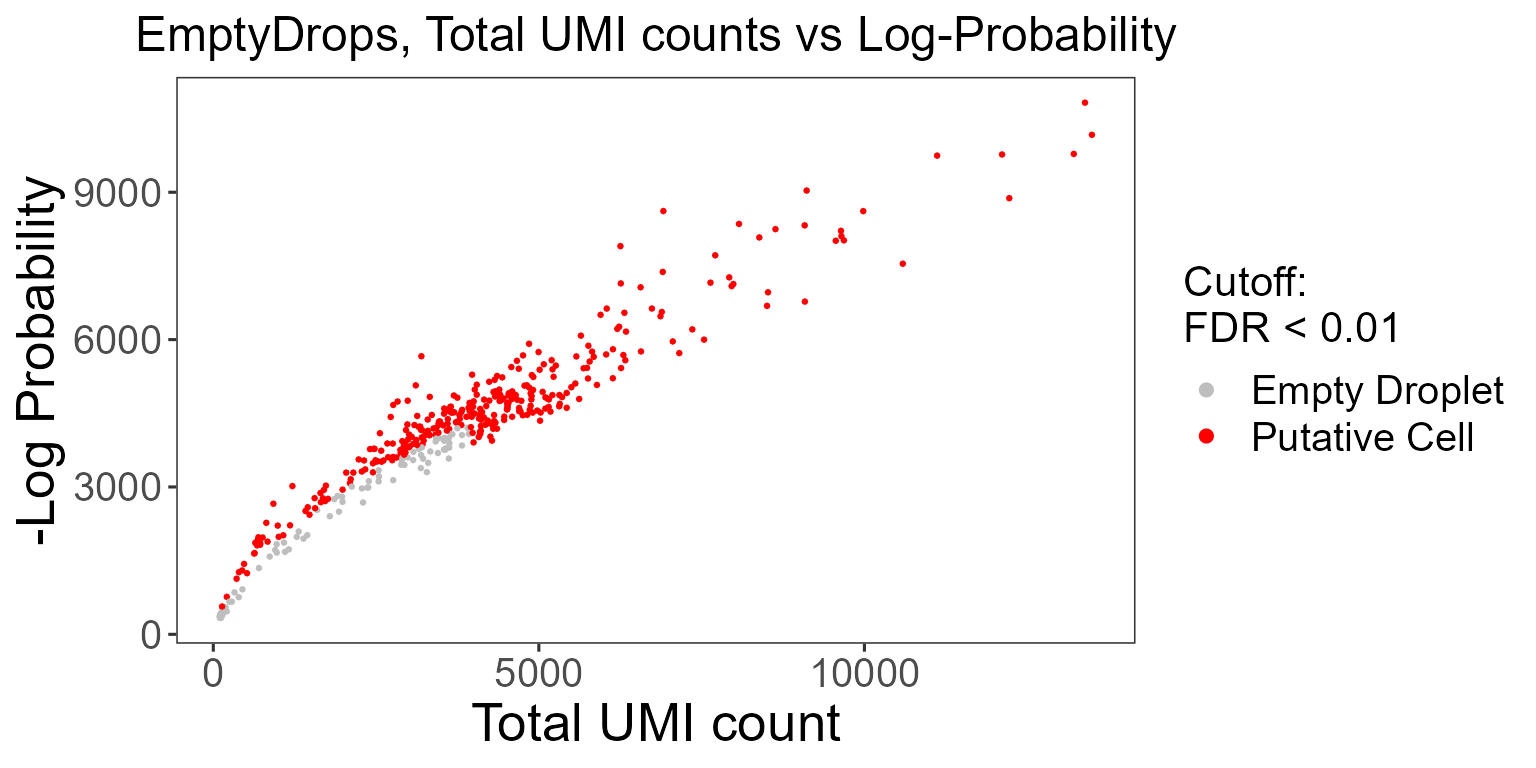 EmptyDrops, Total UMI counts vs Log-Probability
-Log Probability
9000
6000
3000
0
0 5000 10000
Total UMI count
Cutoff:
FDR < 0.01
Empty Droplet
Putative Cell